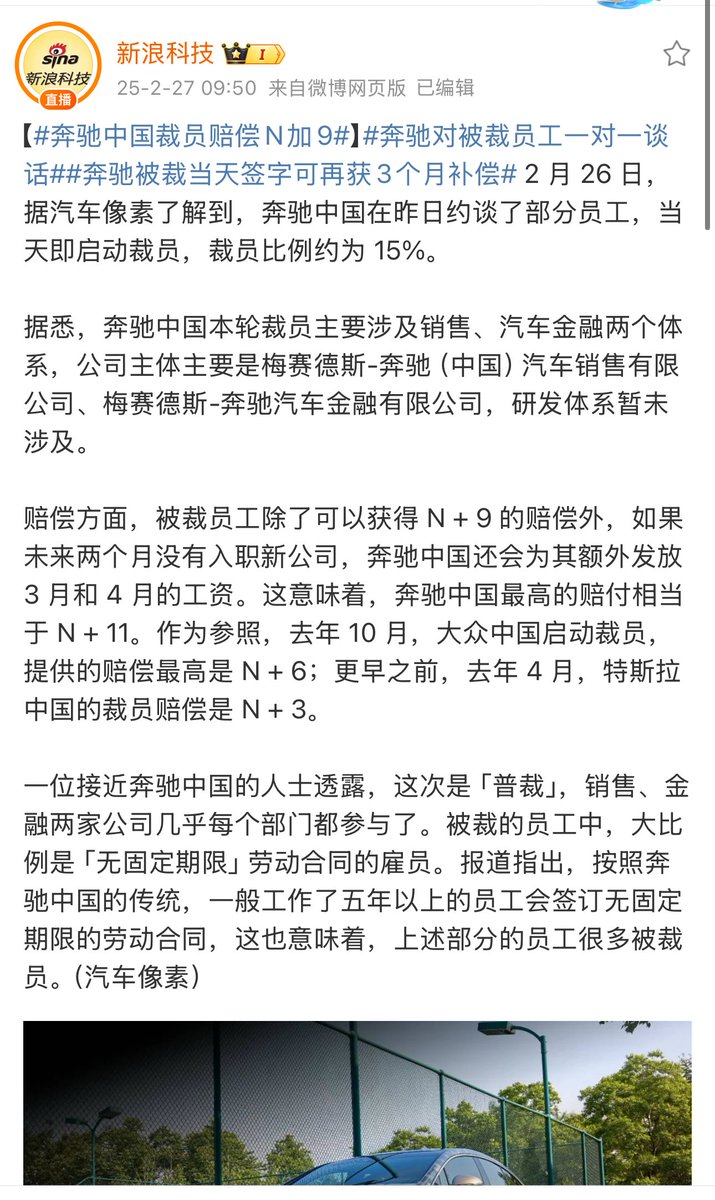 sina
新浪科技
直播
新浪科技 I
25-2-27 09:50 来自微博网页版 已编辑
【#奔驰中国裁员赔偿N加9#】#奔驰对被裁员工一对一谈
话##奔驰被裁当天签字可再获3个月补偿# 2 月 26 日，
据汽车像素了解到，奔驰中国在昨日约谈了部分员工，当
天即启动裁员，裁员比例约为 15%。
据悉，奔驰中国本轮裁员主要涉及销售、汽车金融两个体
系，公司主体主要是梅赛德斯-奔驰（中国）汽车销售有限
公司、梅赛德斯-奔驰汽车金融有限公司，研发体系暂未
涉及。
赔偿方面，被裁员工除了可以获得 N + 9 的赔偿外，如果
未来两个月没有入职新公司，奔驰中国还会为其额外发放
3 月和 4 月的工资。这意味着，奔驰中国最高的赔付相当
于 N + 11。作为参照，去年 10 月，大众中国启动裁员，
提供的赔偿最高是 N + 6；更早之前，去年 4 月，特斯拉
中国的裁员赔偿是 N + 3。
一位接近奔驰中国的人士透露，这次是「普裁」，销售、金
融两家公司几乎每个部门都参与了。被裁的员工中，大比
例是「无固定期限」劳动合同的雇员。报道指出，按照奔
驰中国的传统，一般工作了五年以上的员工会签订无固定
期限的劳动合同，这也意味着，上述部分的员工很多被裁
员。（汽车像素）